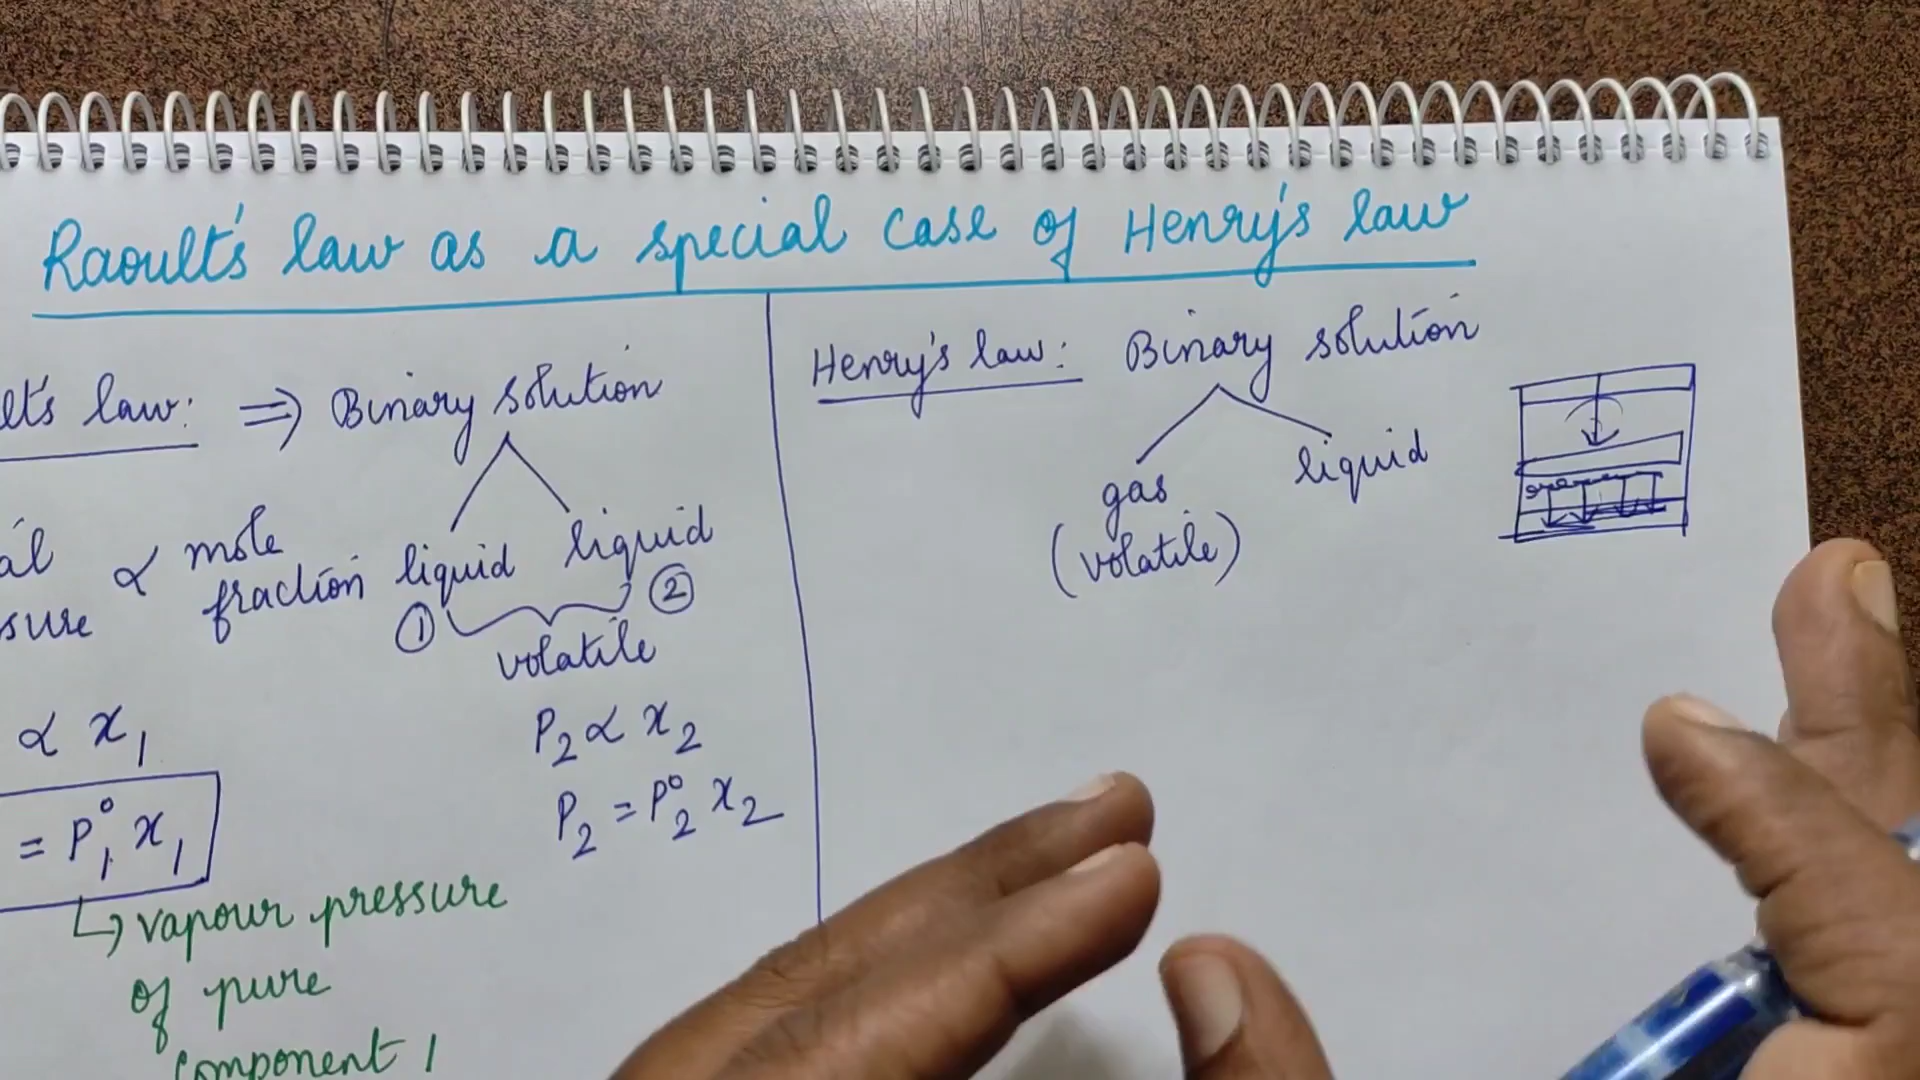 Raoult's law as a special case of Henry's law
lt's law: ⇒ Binary solution
al ∝ mole
sure fraction liquid liquid
① ②
volatile
∝ x₁
P₂ ∝ x₂
= P₁⁰ x₁
P₂ = P₂⁰ x₂
↳ vapour pressure
of pure
component 1
Henry's law: Binary solution
gas liquid
(volatile)